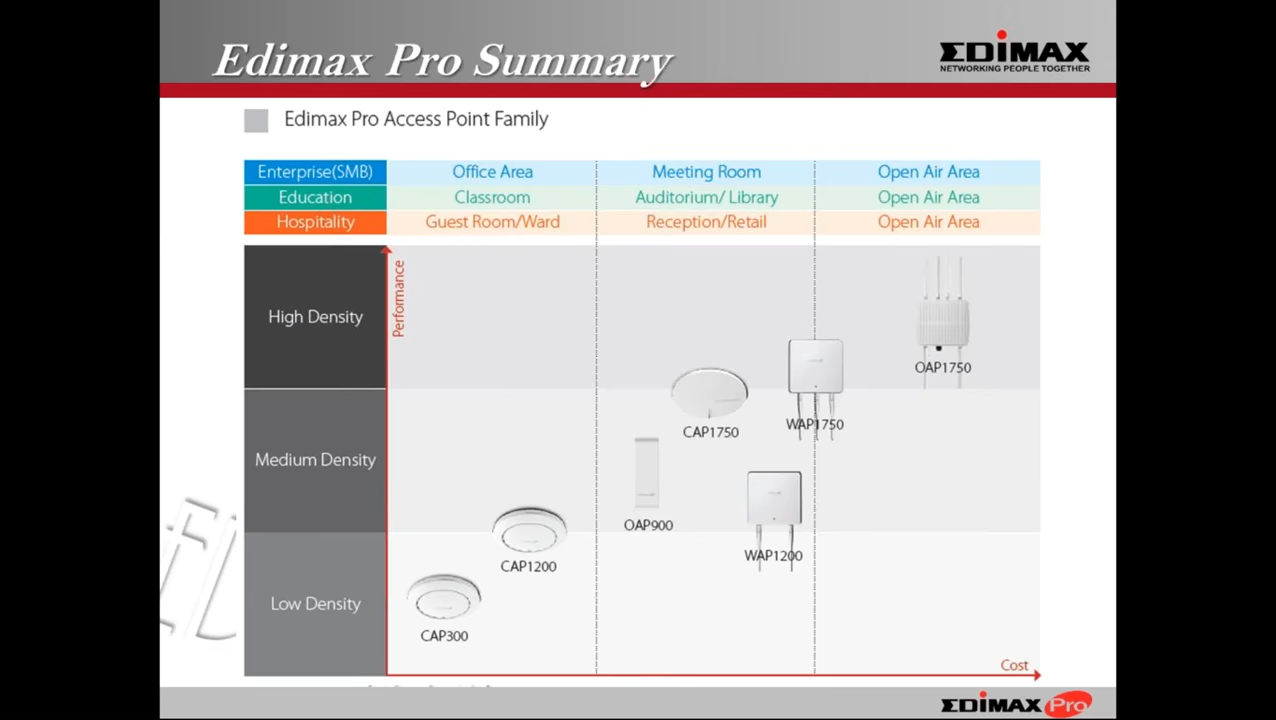 Edimax Pro Summary
EDIMAX
NETWORKING PEOPLE TOGETHER
Edimax Pro Access Point Family
Enterprise(SMB) Office Area Meeting Room Open Air Area
Education Classroom Auditorium/ Library Open Air Area
Hospitality Guest Room/Ward Reception/Retail Open Air Area
Performance
High Density
OAP1750
WAP1750
CAP1750
Medium Density
OAP900
WAP1200
CAP1200
Low Density
CAP300
Cost
EDIMAX Pro